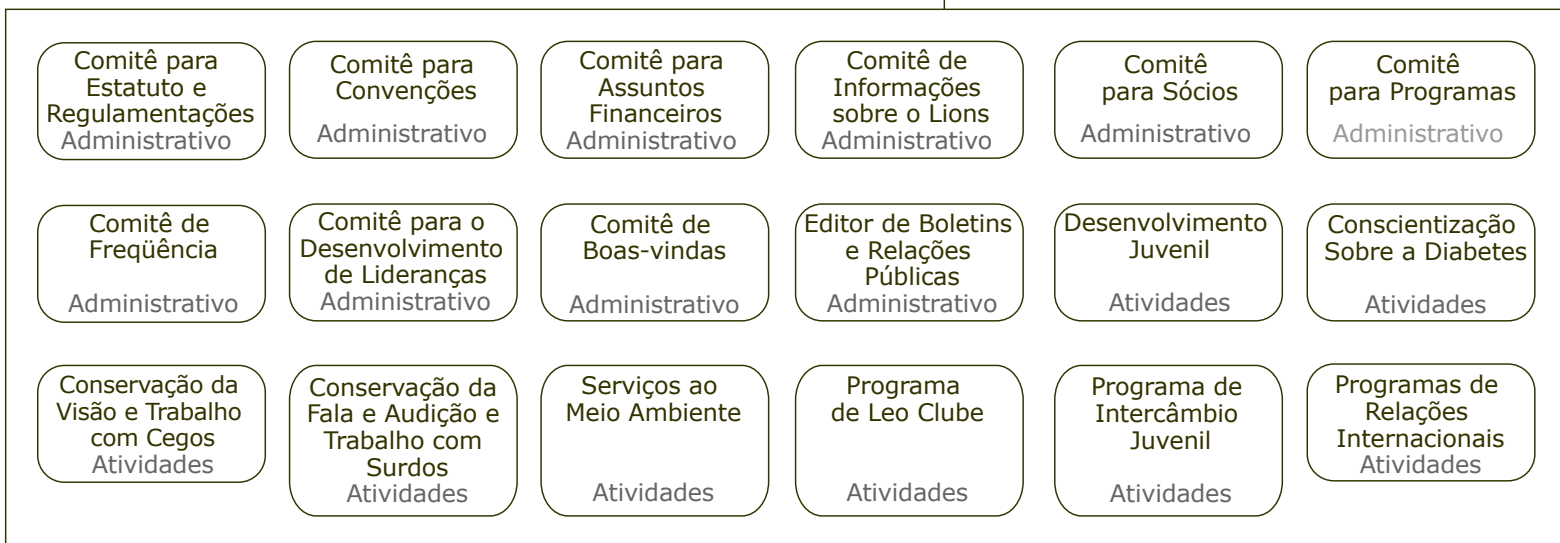 Comitê para
Estatuto e
Regulamentações
Administrativo
Comitê para
Convenções
Administrativo
Comitê para
Assuntos
Financeiros
Administrativo
Comitê de
Informações
sobre o Lions
Administrativo
Comitê
para Sócios
Administrativo
Comitê
para Programas
Administrativo
Comitê de
Freqüência
Administrativo
Comitê para o
Desenvolvimento
de Lideranças
Administrativo
Comitê de
Boas-vindas
Administrativo
Editor de Boletins
e Relações
Públicas
Administrativo
Desenvolvimento
Juvenil
Atividades
Conscientização
Sobre a Diabetes
Atividades
Conservação da
Visão e Trabalho
com Cegos
Atividades
Conservação da
Fala e Audição e
Trabalho com
Surdos
Atividades
Serviços ao
Meio Ambiente
Atividades
Programa
de Leo Clube
Atividades
Programa de
Intercâmbio
Juvenil
Atividades
Programas de
Relações
Internacionais
Atividades